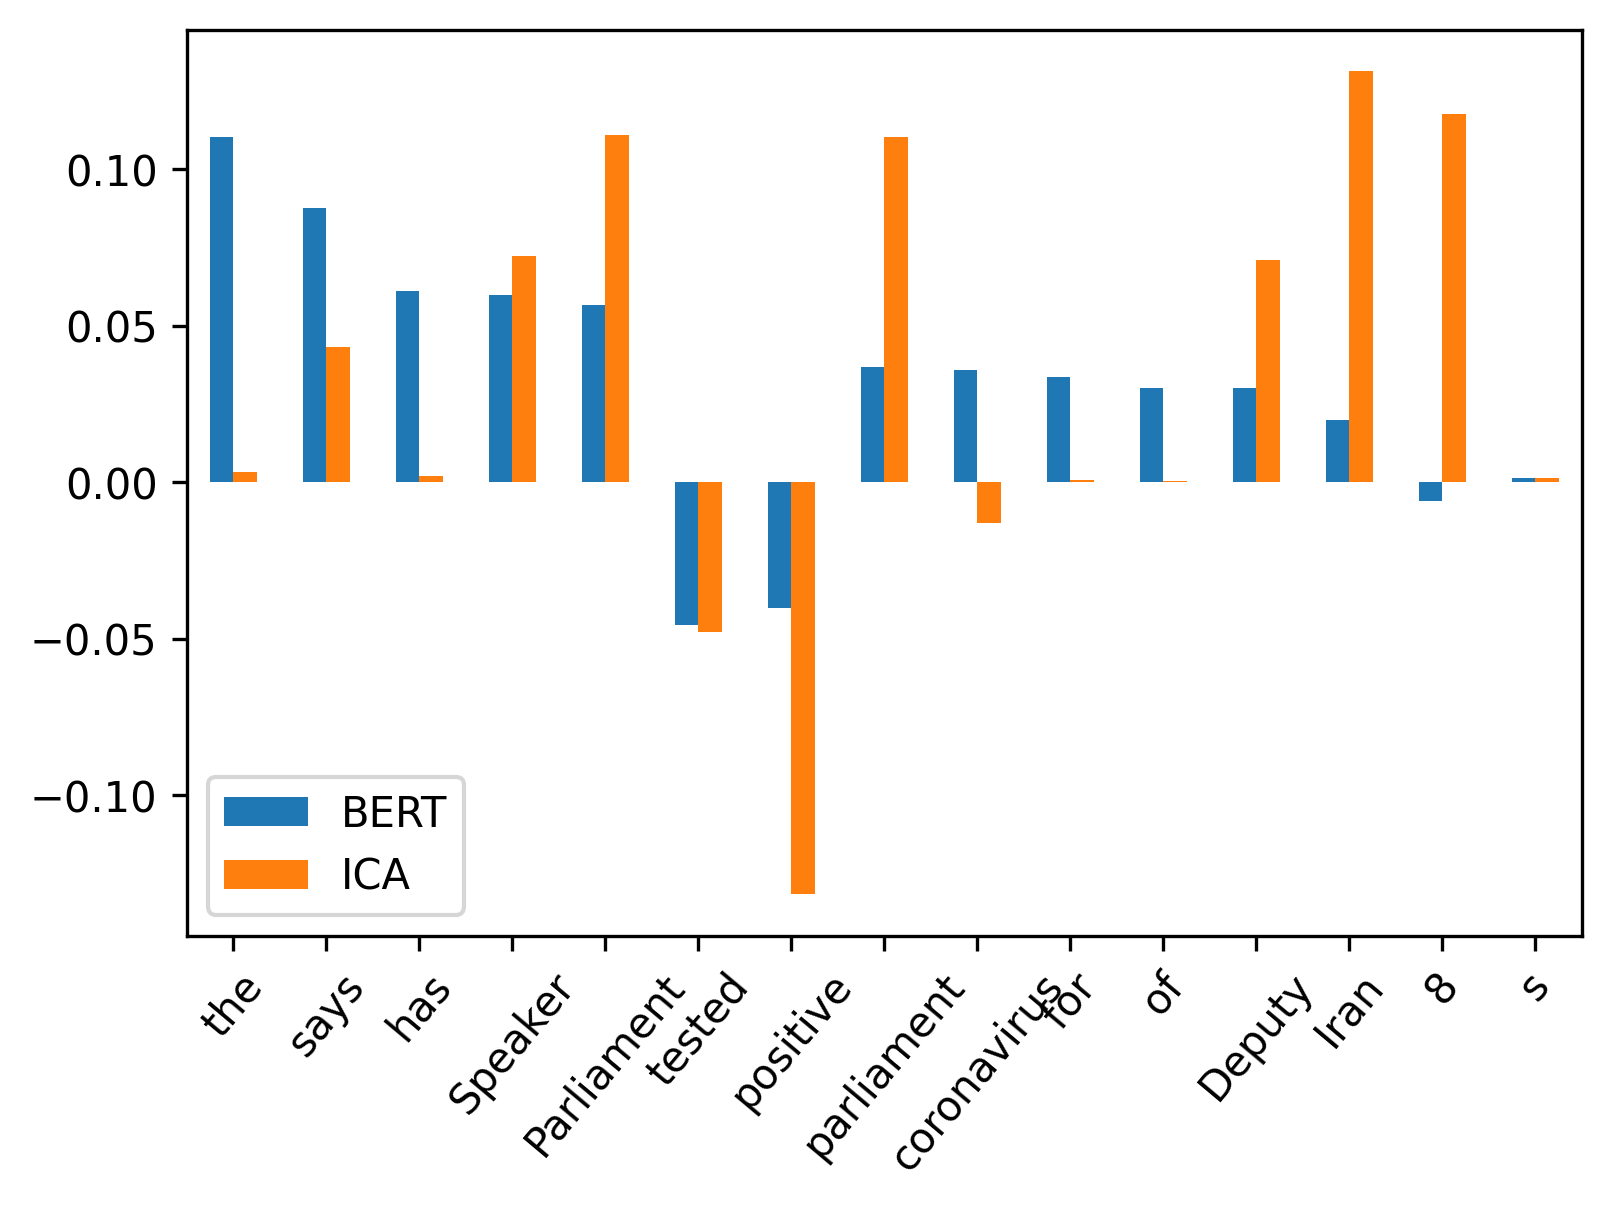 0.10
0.05
0.00
−0.05
−0.10
BERT
ICA
the
says
has
Speaker
Parliament
tested
positive
parliament
coronavirus
for
of
Deputy
Iran
8
s